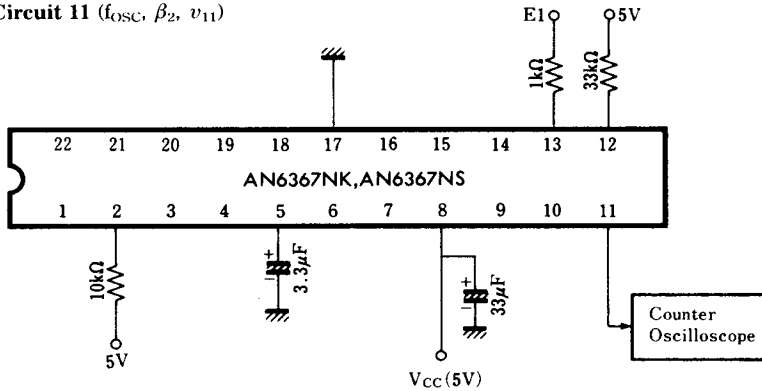 Circuit 11 (fOSC, β2, v11)
E1 5V
1kΩ 33kΩ
22 21 20 19 18 17 16 15 14 13 12
AN6367NK,AN6367NS
1 2 3 4 5 6 7 8 9 10 11
10kΩ
+
-
3.3μF
+
-
33μF
Counter
Oscilloscope
5V
VCC(5V)